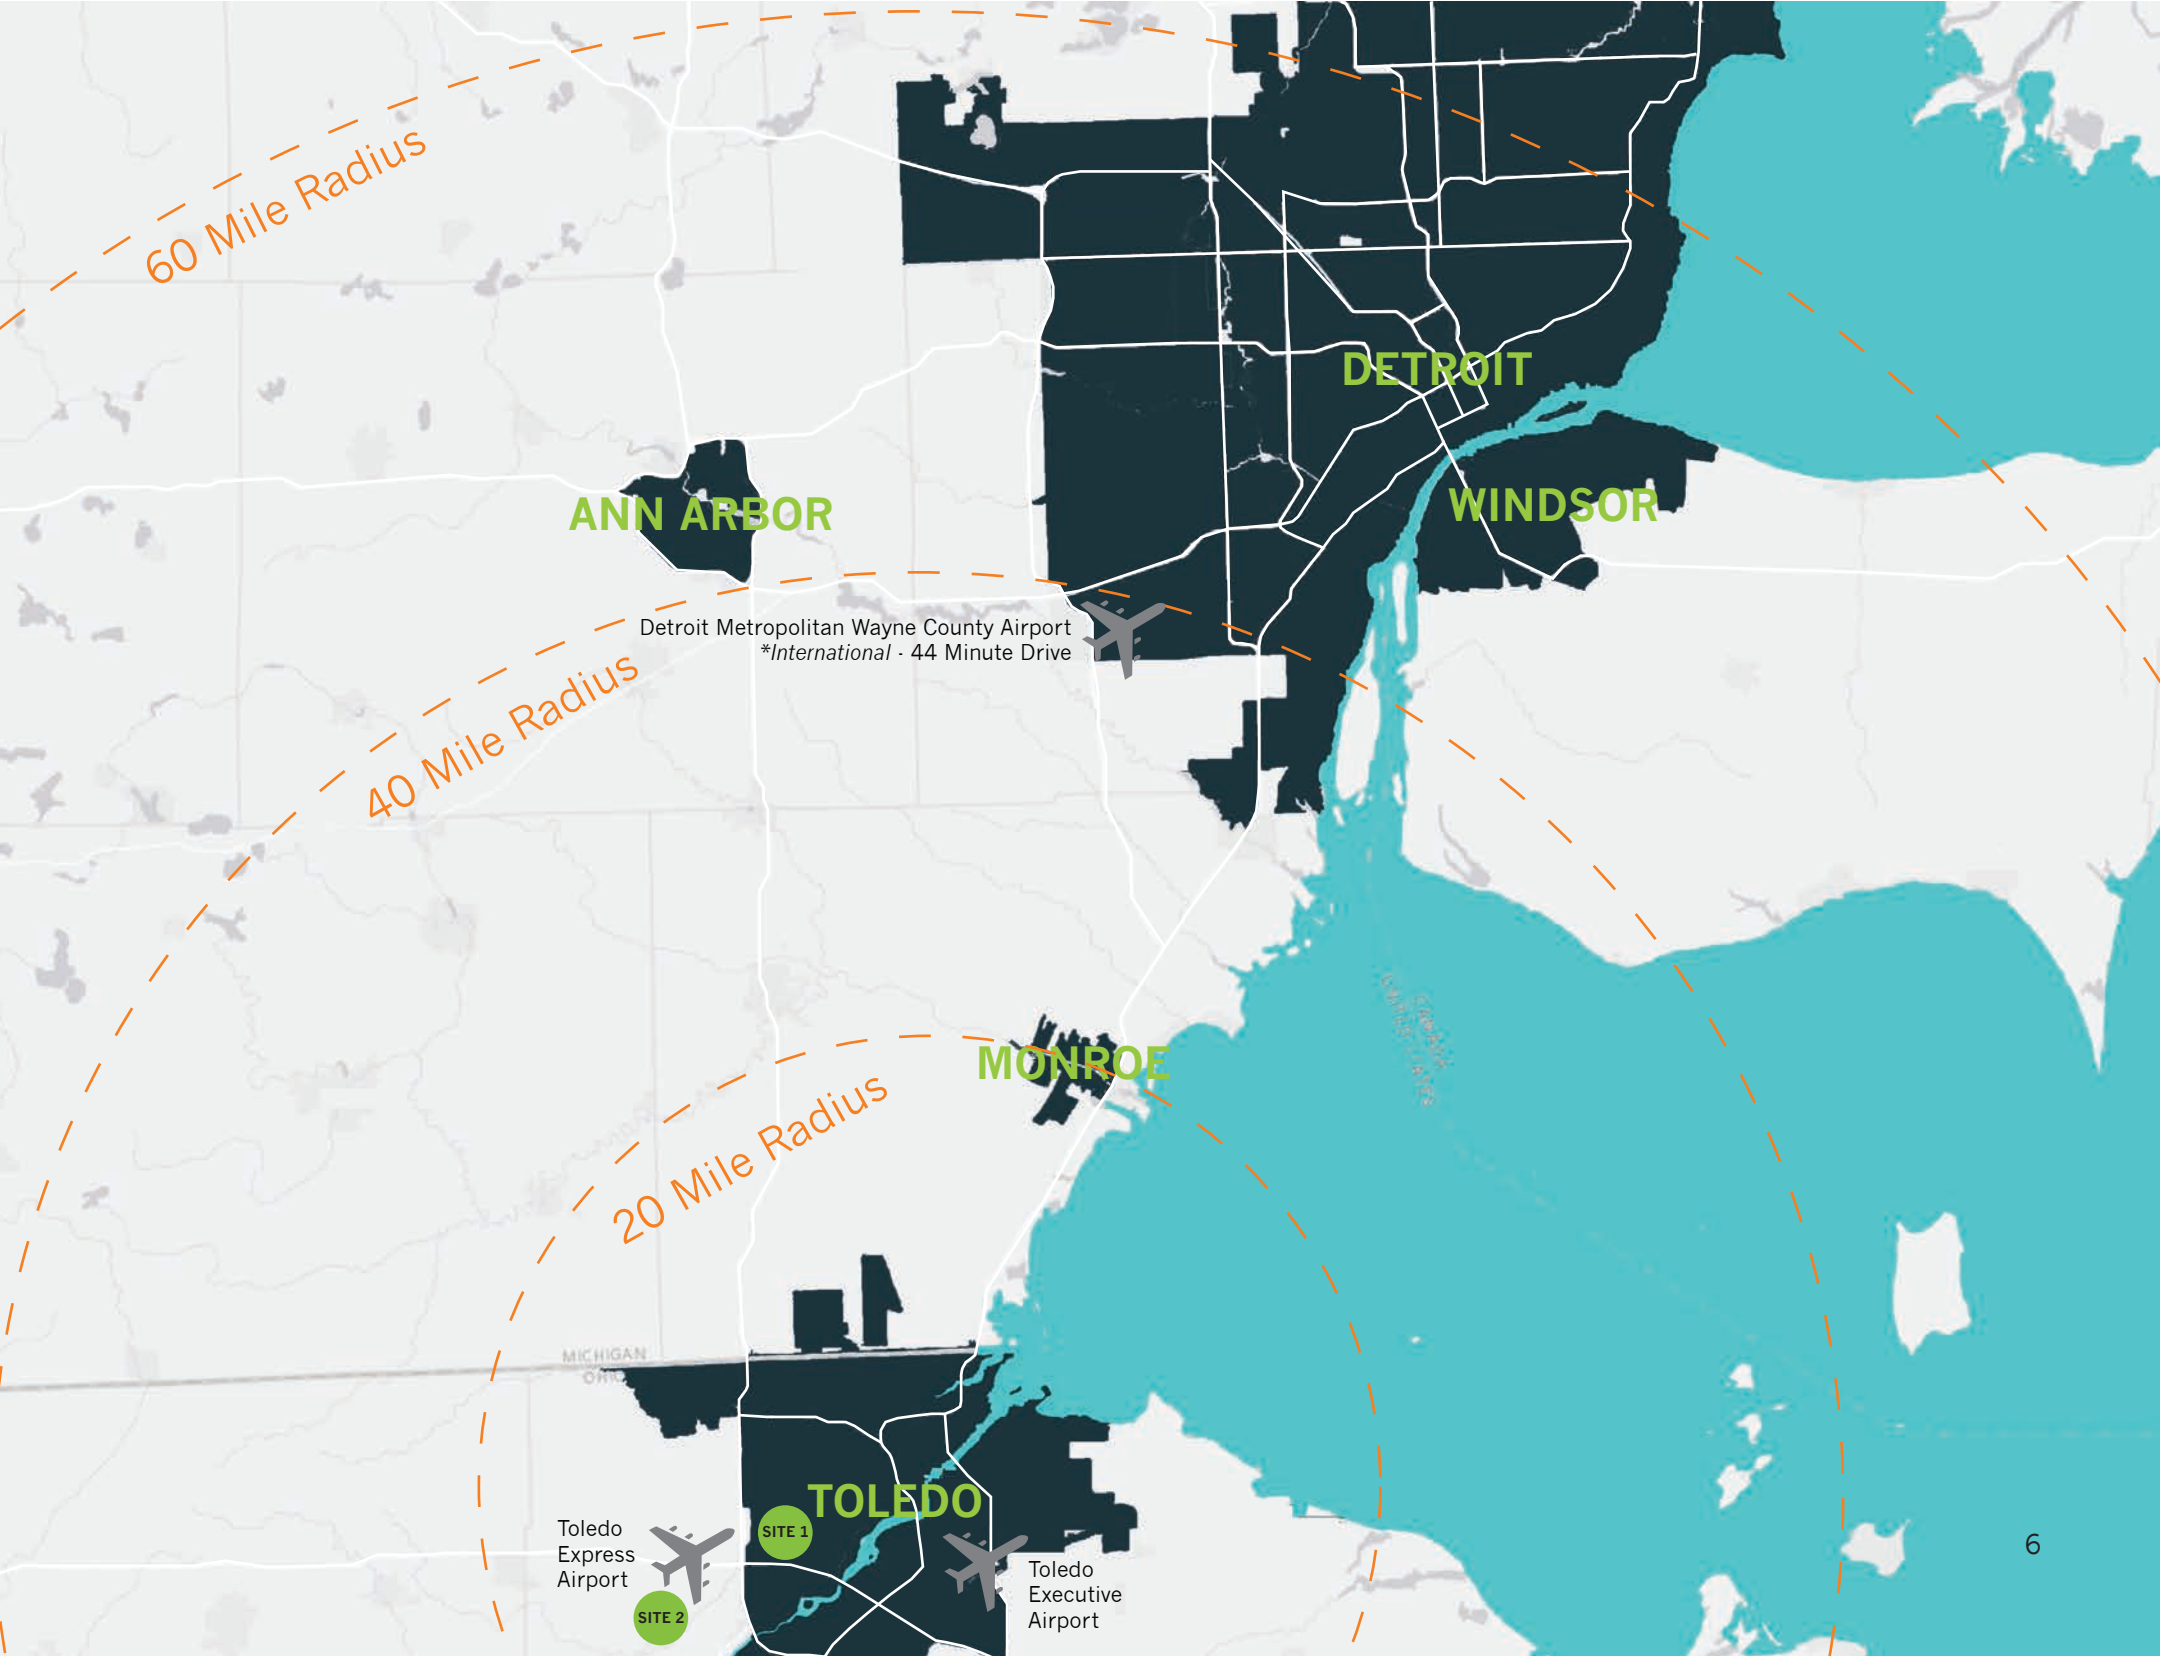 60 Mile Radius
DETROIT
WINDSOR
ANN ARBOR
Detroit Metropolitan Wayne County Airport
*International - 44 Minute Drive
40 Mile Radius
MONROE
20 Mile Radius
MICHIGAN
OHIO
TOLEDO
SITE 1
Toledo
Express
Airport
SITE 2
Toledo
Executive
Airport
6